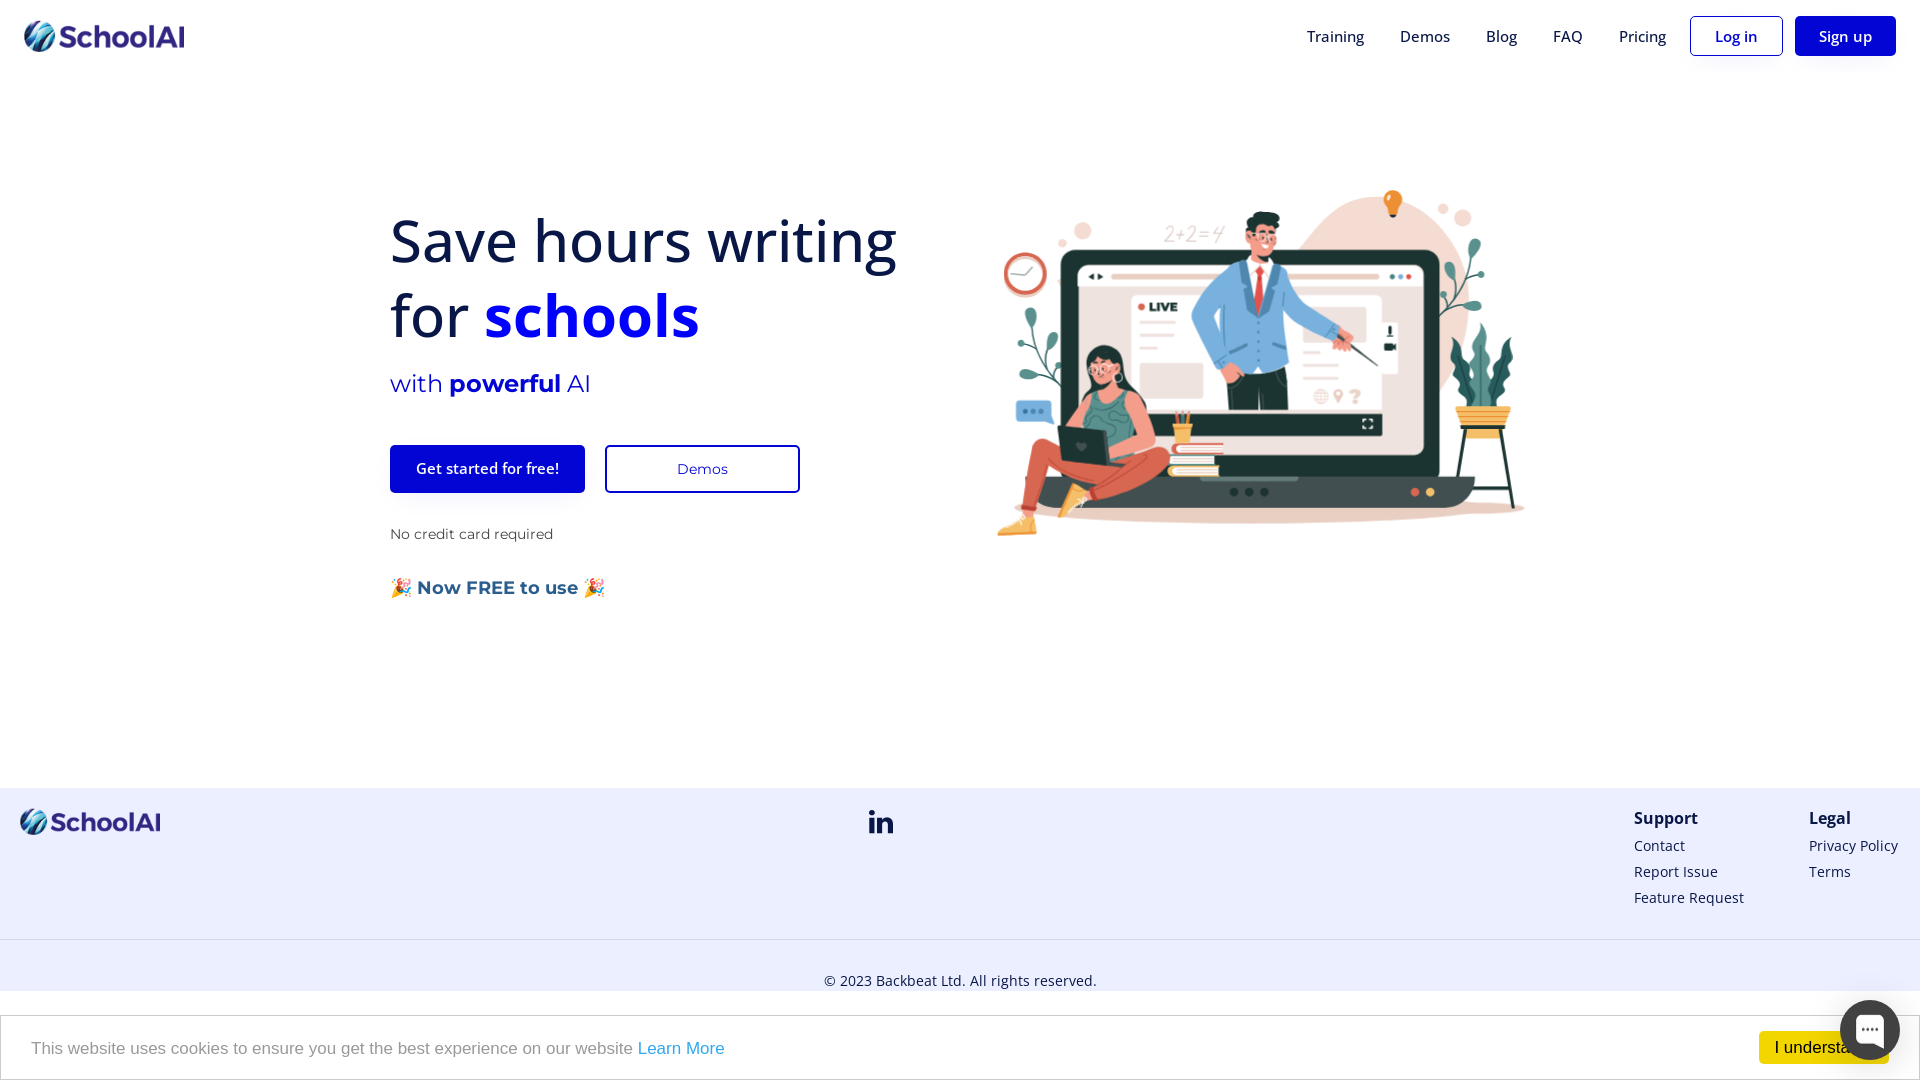 SchoolAI
Training
Demos
Blog
FAQ
Pricing
Log in
Sign up
Save hours writing
for schools
with powerful AI
Get started for free!
Demos
No credit card required
🎉 Now FREE to use 🎉
2+2=4
LIVE
SchoolAI
in
Support
Contact
Report Issue
Feature Request
Legal
Privacy Policy
Terms
© 2023 Backbeat Ltd. All rights reserved.
This website uses cookies to ensure you get the best experience on our website Learn More
I understa